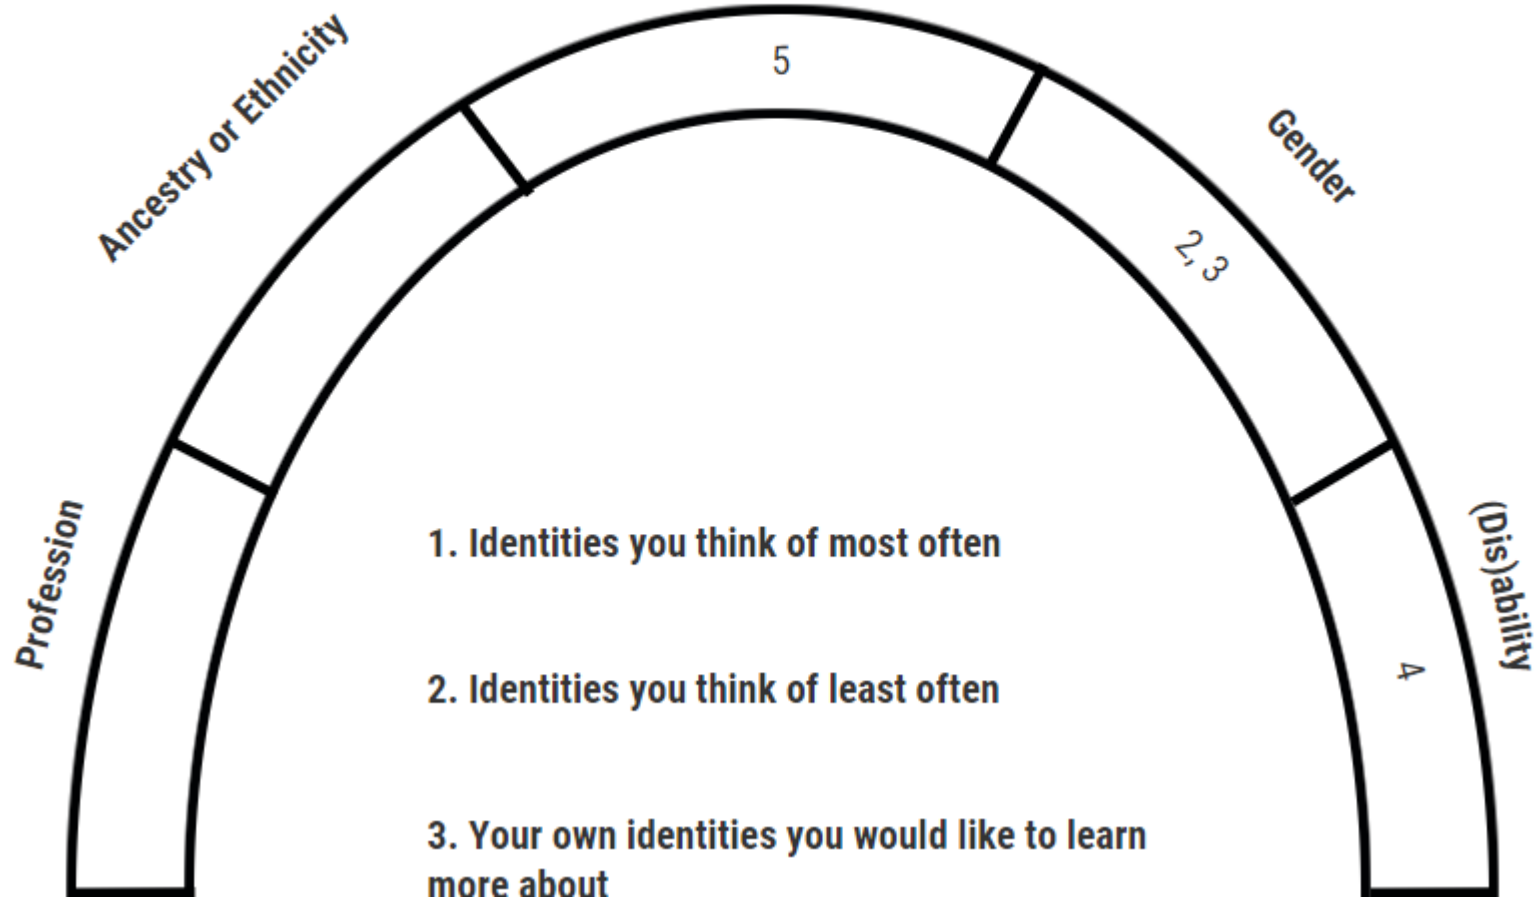 Ancestry or Ethnicity
5
Gender
2, 3
Profession
(Dis)ability
4
1. Identities you think of most often
2. Identities you think of least often
3. Your own identities you would like to learn
more about